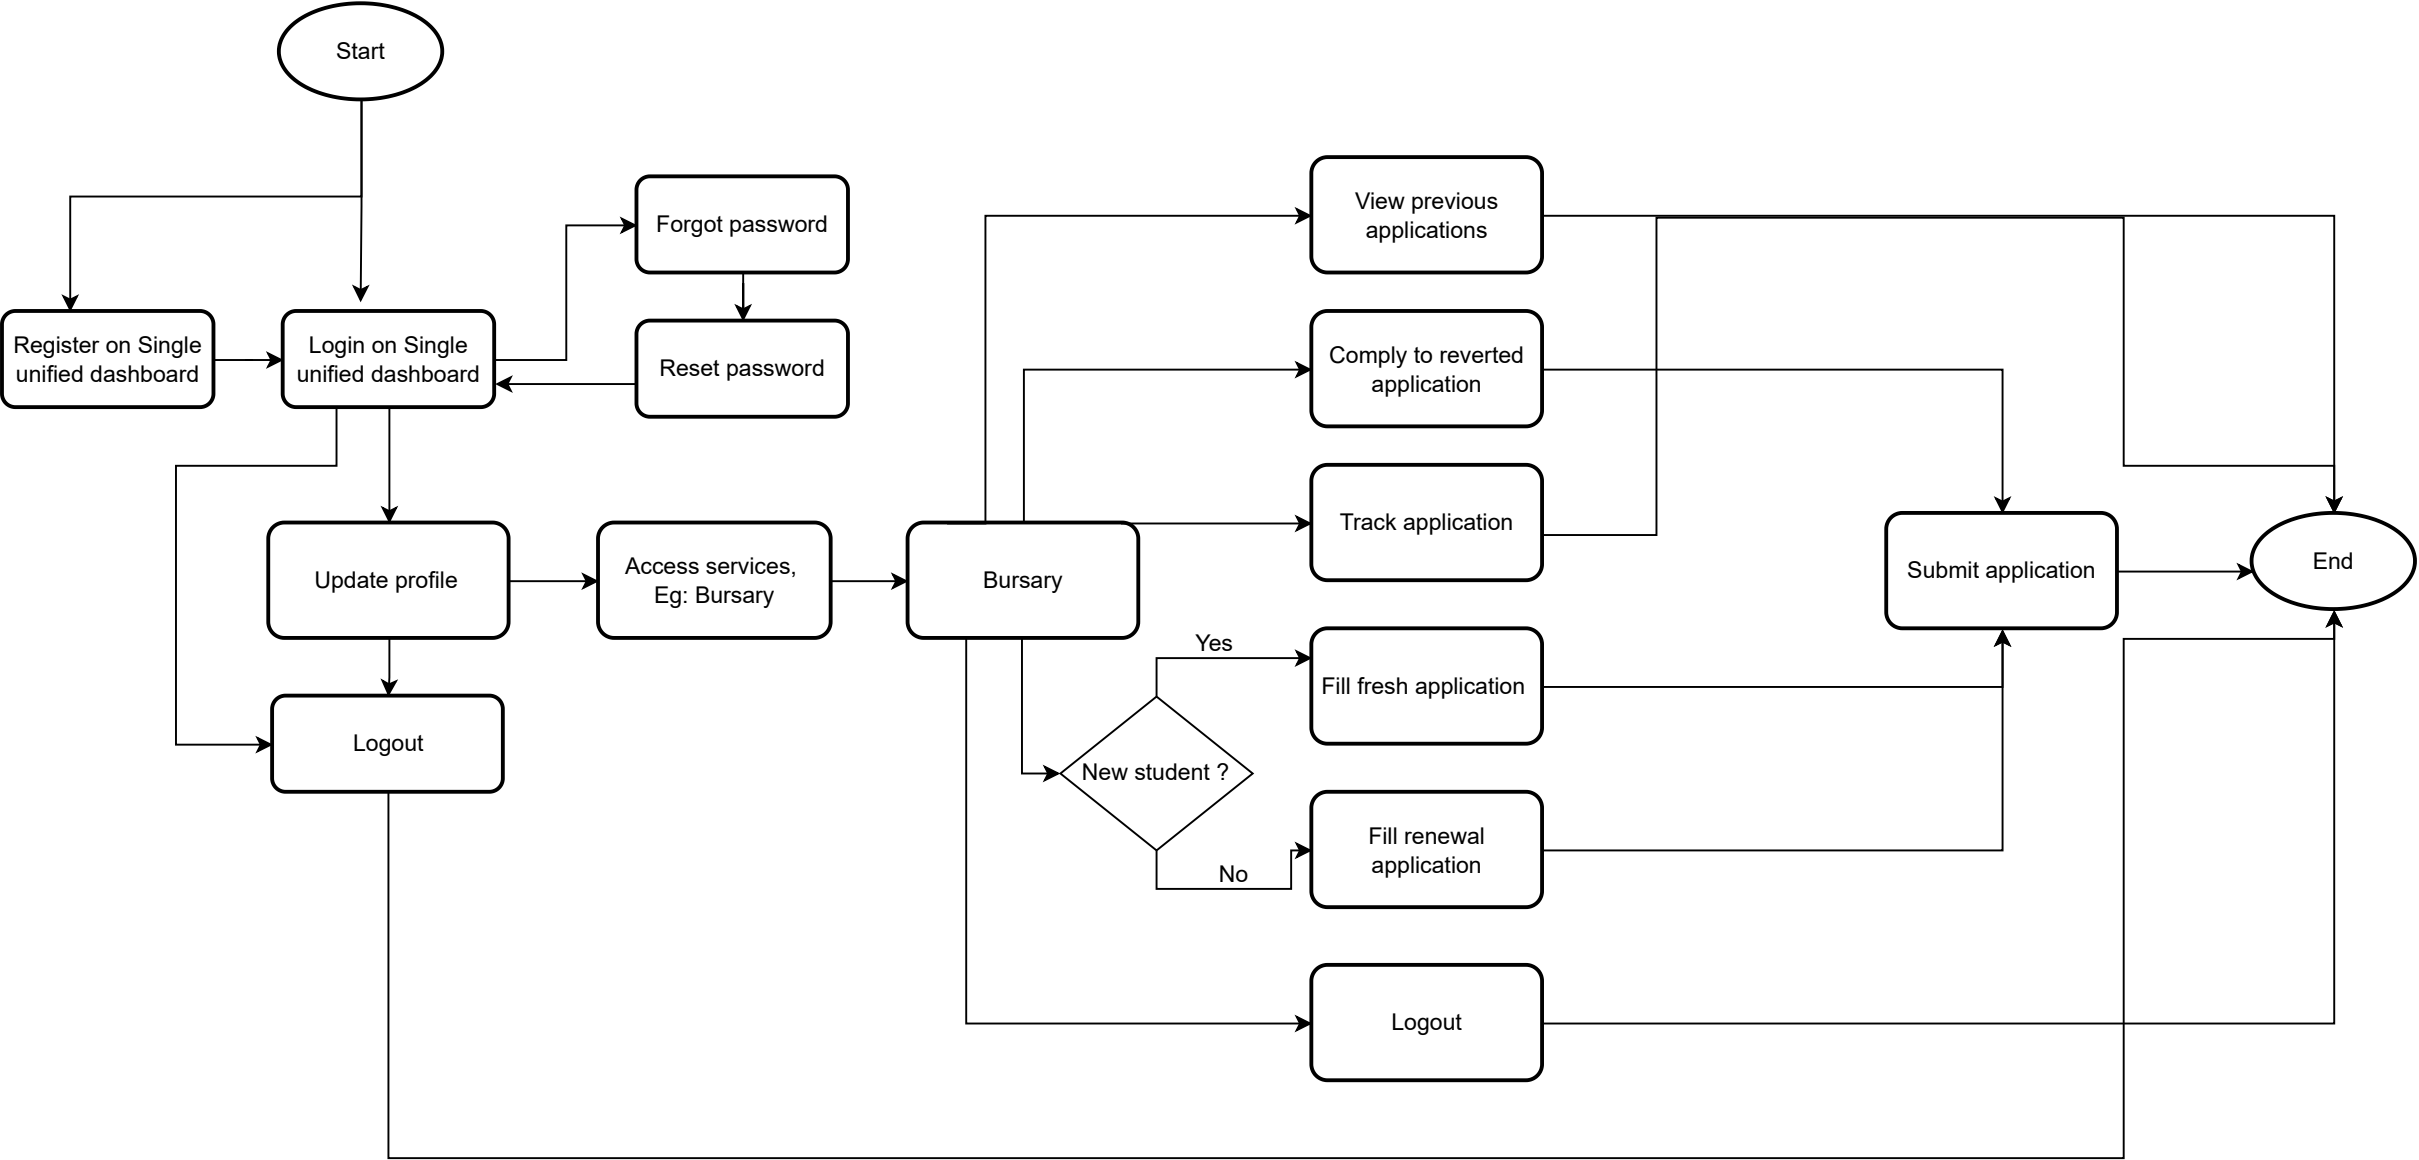 Start
Forgot password
View previous
applications
Register on Single
unified dashboard
Login on Single
unified dashboard
Reset password
Comply to reverted
application
Track application
Update profile
Access services,
Eg: Bursary
Bursary
Submit application
End
Yes
Fill fresh application
Logout
New student ?
Fill renewal
application
No
Logout